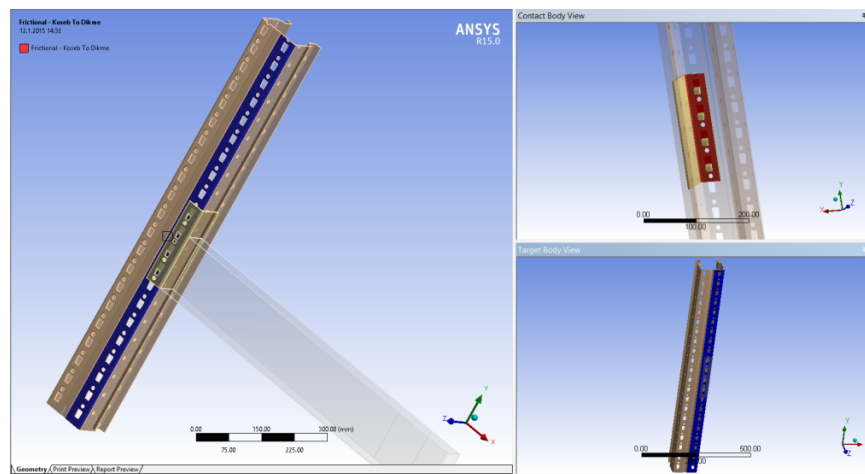 Frictional - Koseb To Dikme
12.1.2015 14:32
Frictional - Koseb To Dikme
ANSYS
R15.0
0.00 150.00 300.00 (mm)
75.00 225.00
Y
Z
X
Geometry Print Preview Report Preview
Contact Body View
0.00 200.00
100.00
Y
X Z
Target Body View
0.00 500.00
Y
Z X